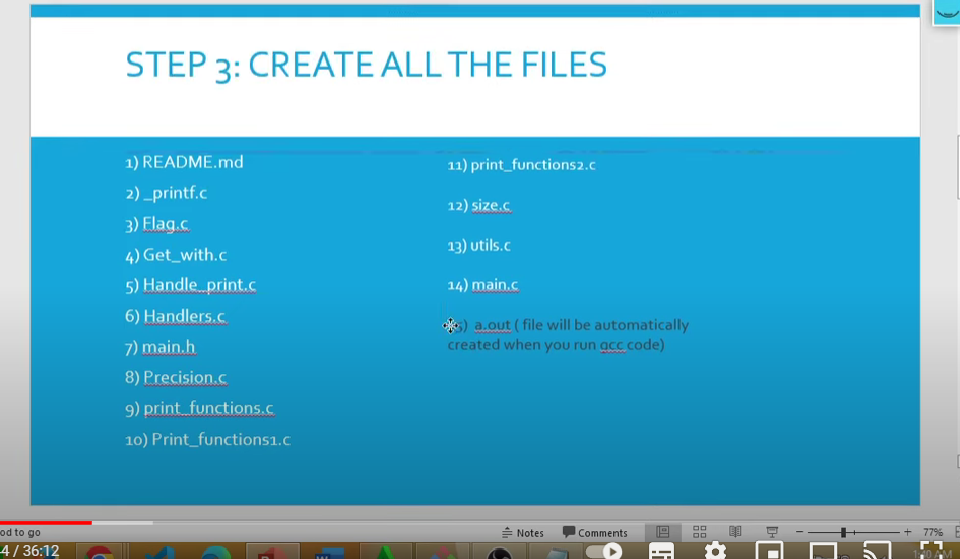 STEP 3: CREATE ALL THE FILES
1) README.md
2) _printf.c
3) Flag.c
4) Get_with.c
5) Handle_print.c
6) Handlers.c
7) main.h
8) Precision.c
9) print_functions.c
10) Print_functions1.c
11) print_functions2.c
12) size.c
13) utils.c
14) main.c
) a.out ( file will be automatically
created when you run gcc code)
od to go
Notes
Comments
77%
4 / 36:12